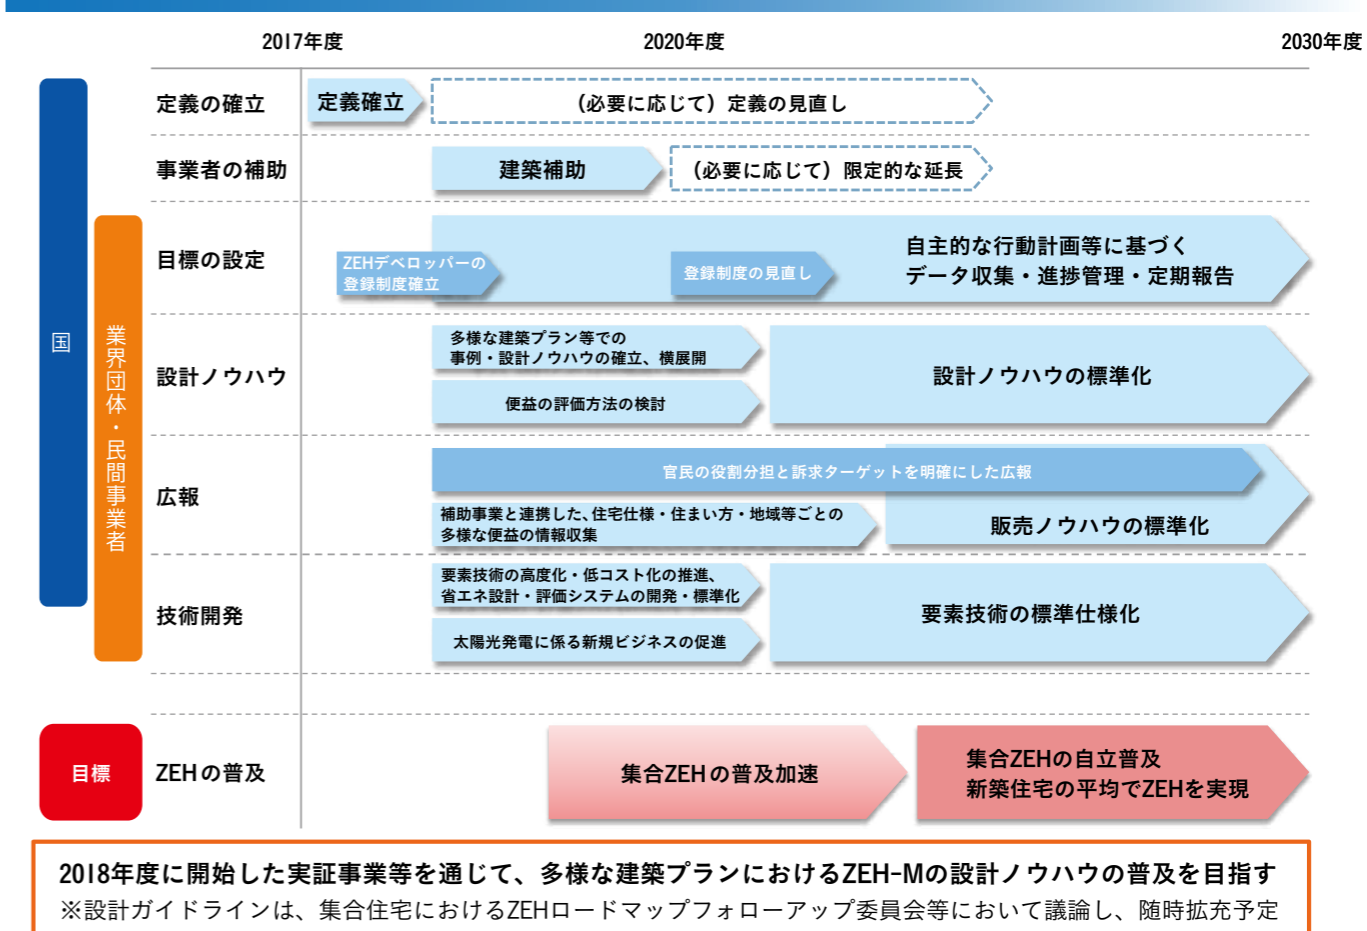 2017年度
2020年度
2030年度
国
業界団体・民間事業者
定義の確立
定義確立
（必要に応じて）定義の見直し
事業者の補助
建築補助
（必要に応じて）限定的な延長
目標の設定
ZEHデベロッパーの
登録制度確立
登録制度の見直し
自主的な行動計画等に基づく
データ収集・進捗管理・定期報告
設計ノウハウ
多様な建築プラン等での
事例・設計ノウハウの確立、横展開
便益の評価方法の検討
設計ノウハウの標準化
広報
官民の役割分担と訴求ターゲットを明確にした広報
補助事業と連携した、住宅仕様・住まい方・地域等ごとの
多様な便益の情報収集
販売ノウハウの標準化
技術開発
要素技術の高度化・低コスト化の推進、
省エネ設計・評価システムの開発・標準化
太陽光発電に係る新規ビジネスの促進
要素技術の標準仕様化
目標
ZEHの普及
集合ZEHの普及加速
集合ZEHの自立普及
新築住宅の平均でZEHを実現
2018年度に開始した実証事業等を通じて、多様な建築プランにおけるZEH-Mの設計ノウハウの普及を目指す
※設計ガイドラインは、集合住宅におけるZEHロードマップフォローアップ委員会等において議論し、随時拡充予定